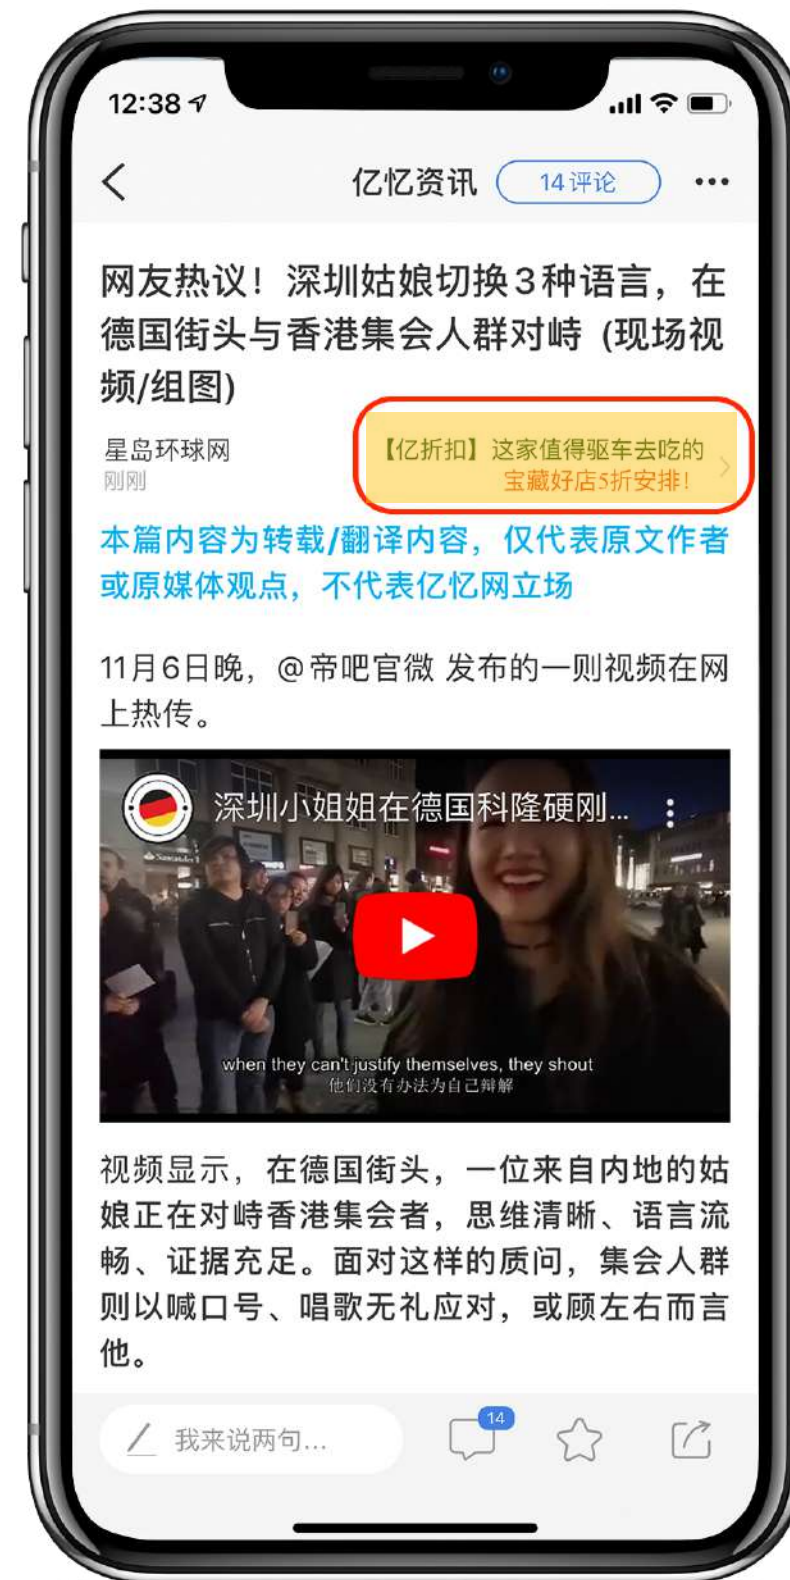 12:38
亿忆资讯
14评论
网友热议！深圳姑娘切换3种语言，在
德国街头与香港集会人群对峙 (现场视
频/组图)
星岛环球网
刚刚
【亿折扣】这家值得驱车去吃的
宝藏好店5折安排！
本篇内容为转载/翻译内容，仅代表原文作者
或原媒体观点，不代表亿忆网立场
11月6日晚，@帝吧官微 发布的一则视频在网
上热传。
深圳小姐姐在德国科隆硬刚...
Santander
when they can't justify themselves, they shout
他们没有办法为自己辩解
视频显示，在德国街头，一位来自内地的姑
娘正在对峙香港集会者，思维清晰、语言流
畅、证据充足。面对这样的质问，集会人群
则以喊口号、唱歌无礼应对，或顾左右而言
他。
我来说两句...
14